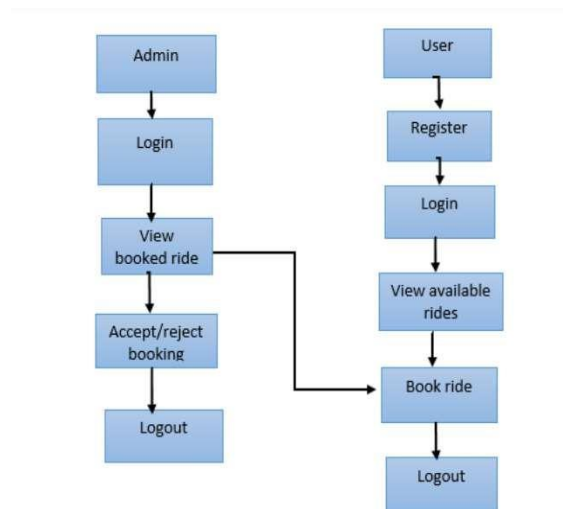 Admin
Login
View
booked ride
Accept/reject
booking
Logout
User
Register
Login
View available
rides
Book ride
Logout